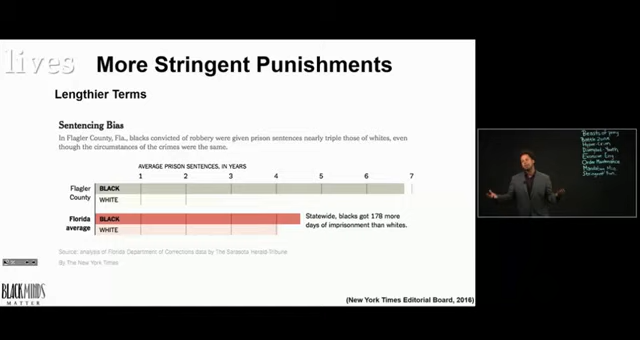 lives
More Stringent Punishments
Lengthier Terms
Sentencing Bias
In Flagler County, Fla., blacks convicted of robbery were given prison sentences nearly triple those of whites, even
though the circumstances of the crimes were the same.
AVERAGE PRISON SENTENCES, IN YEARS
1 2 3 4 5 6 7
Flagler County
BLACK
WHITE
Florida average
BLACK
WHITE
Statewide, blacks got 178 more
days of imprisonment than whites.
Source: analysis of Florida Department of Corrections data by The Sarasota Herald-Tribune
By The New York Times
BLACK MINDS
MATTER
(New York Times Editorial Board, 2016)